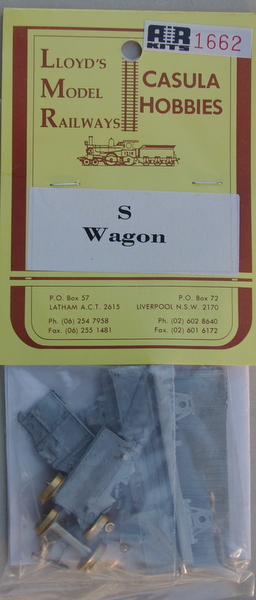 AR
KITS
1662
LLOYD'S
MODEL
RAILWAYS
CASULA
HOBBIES
S
Wagon
P.O. Box 57
LATHAM A.C.T. 2615
Ph. (06) 254 7958
Fax. (06) 255 1481
P.O. Box 72
LIVERPOOL N.S.W. 2170
Ph. (02) 602 8640
Fax. (02) 601 6172